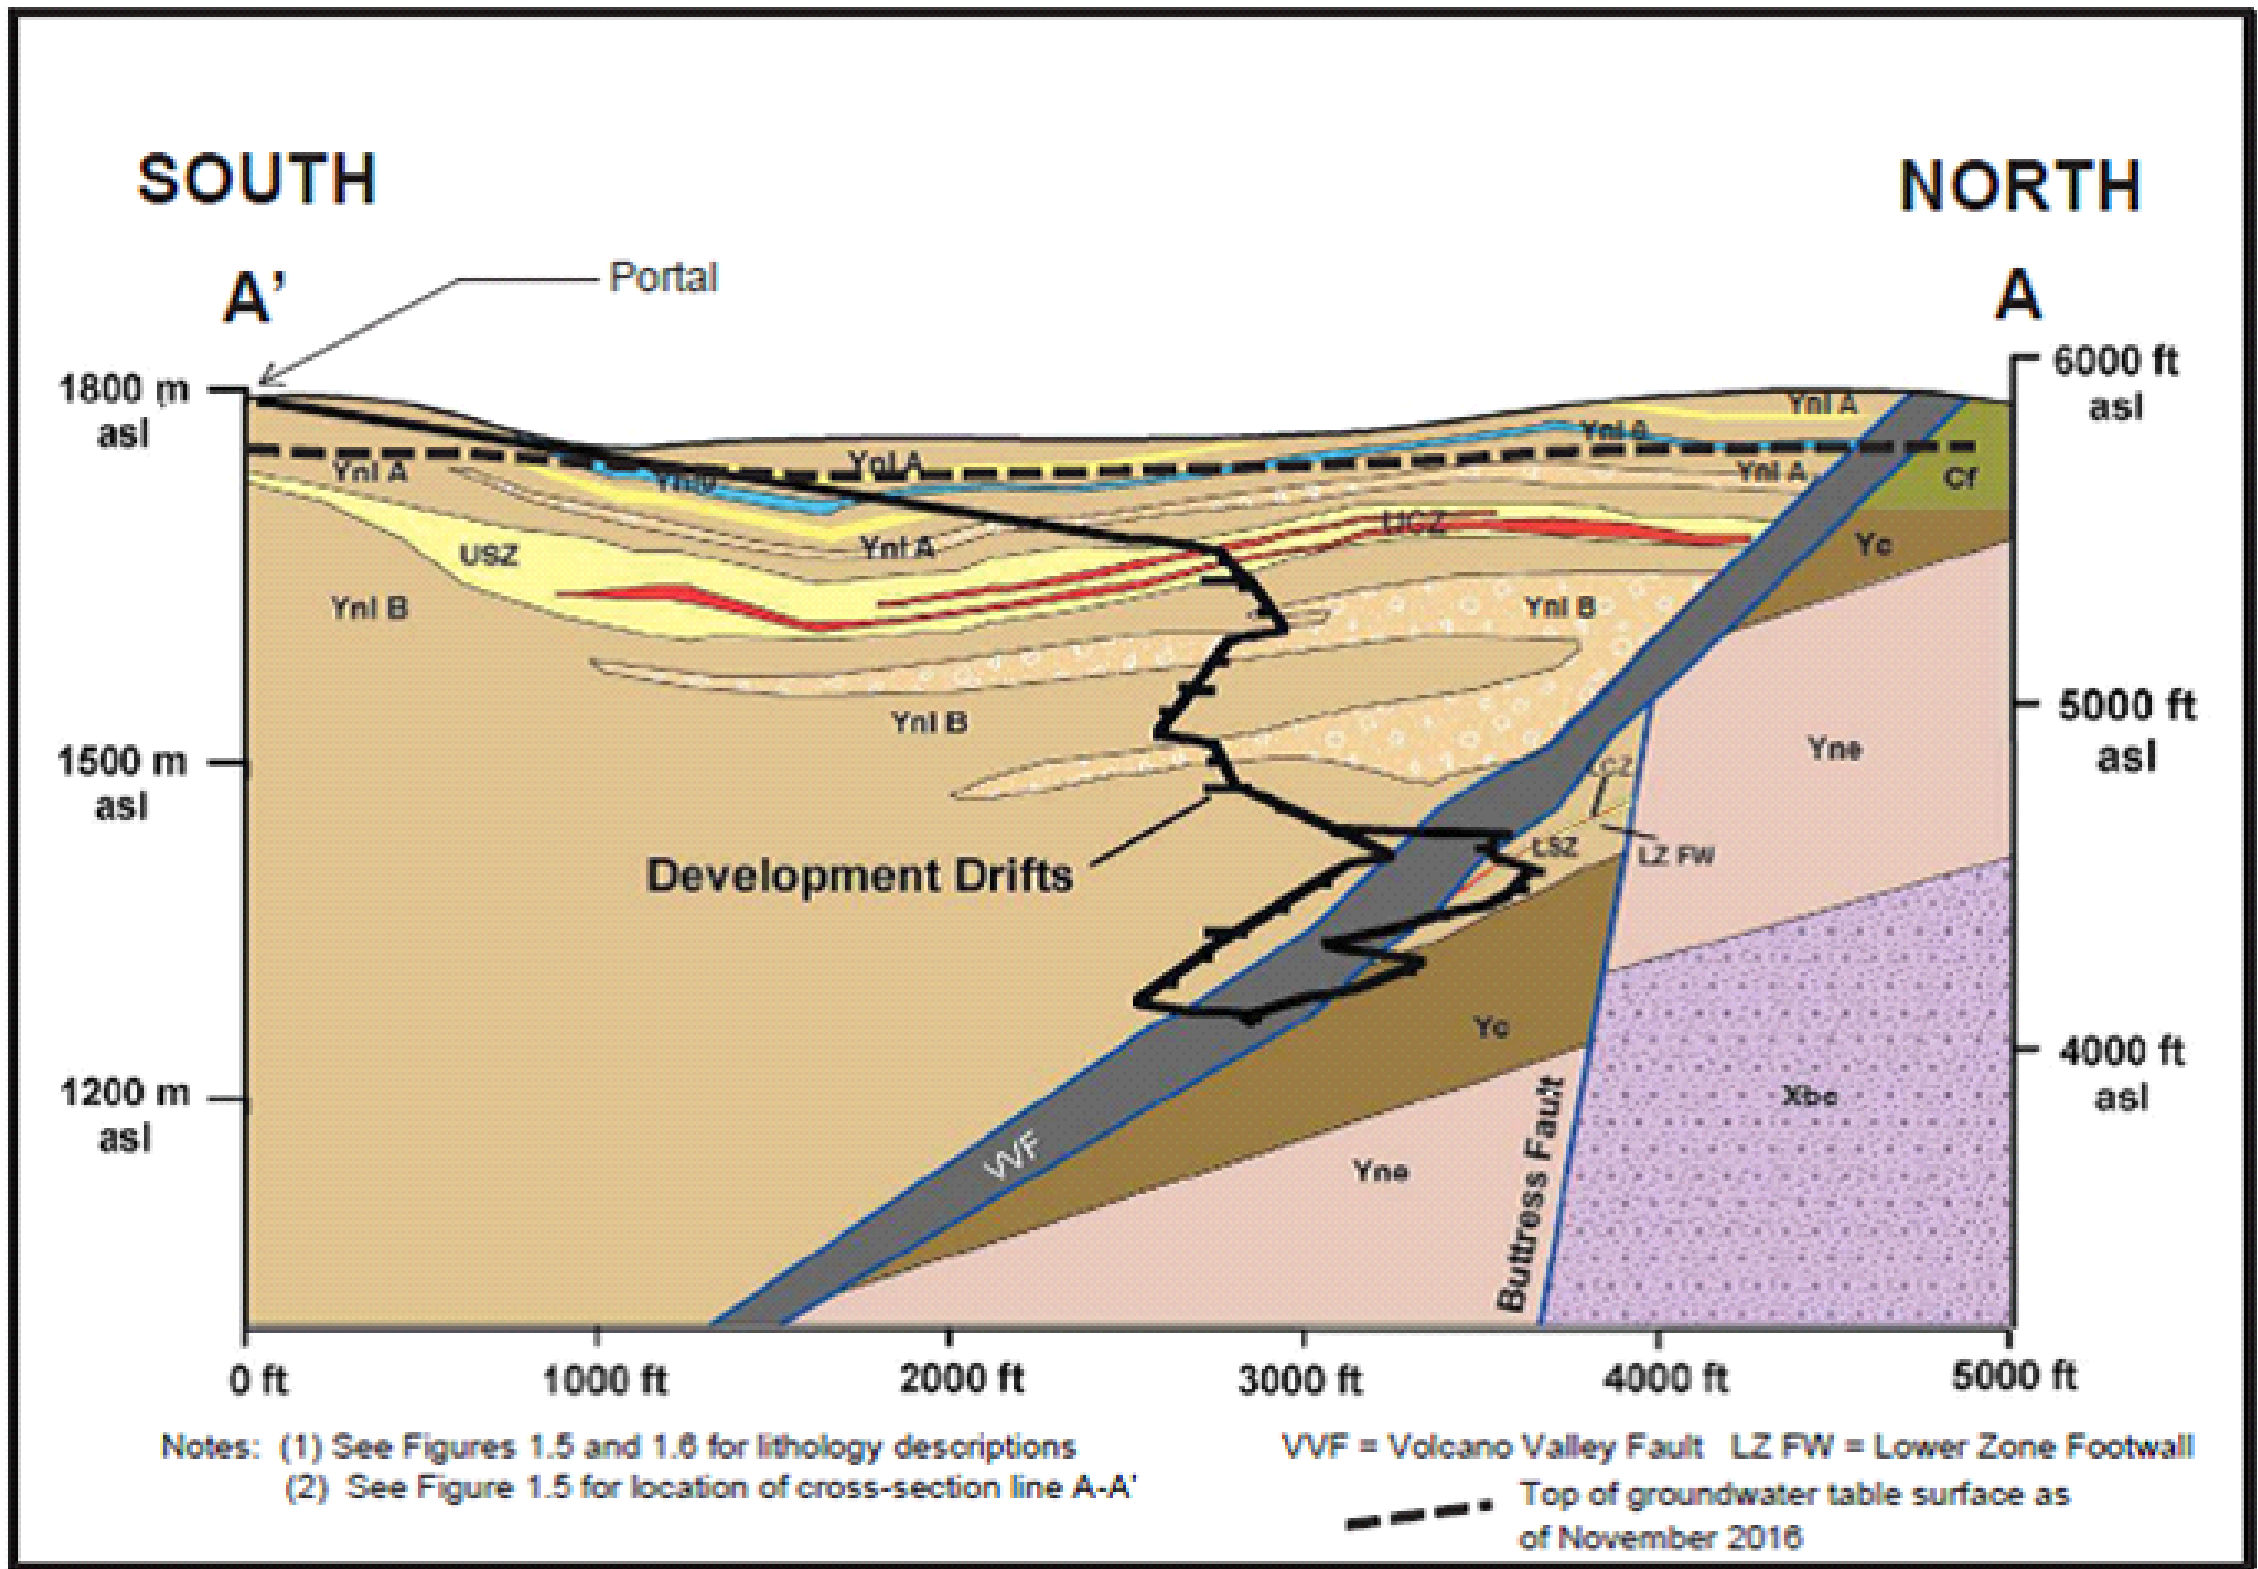 SOUTH
NORTH
A'
Portal
A
1800 m
asl
6000 ft
asl
Ynl A
Ynl 0
Ynl A
Ynl A
Ynl 0
Ynl A
Cf
USZ
Ynl A
UCZ
Yc
Ynl B
Ynl B
Ynl B
1500 m
asl
5000 ft
asl
Yne
LCZ
Development Drifts
LSZ
LZ FW
Yc
1200 m
asl
4000 ft
asl
Xbc
VVF
Yne
Buttress Fault
0 ft
1000 ft
2000 ft
3000 ft
4000 ft
5000 ft
Notes: (1) See Figures 1.5 and 1.6 for lithology descriptions
(2) See Figure 1.5 for location of cross-section line A-A'
VVF = Volcano Valley Fault LZ FW = Lower Zone Footwall
Top of groundwater table surface as
of November 2016